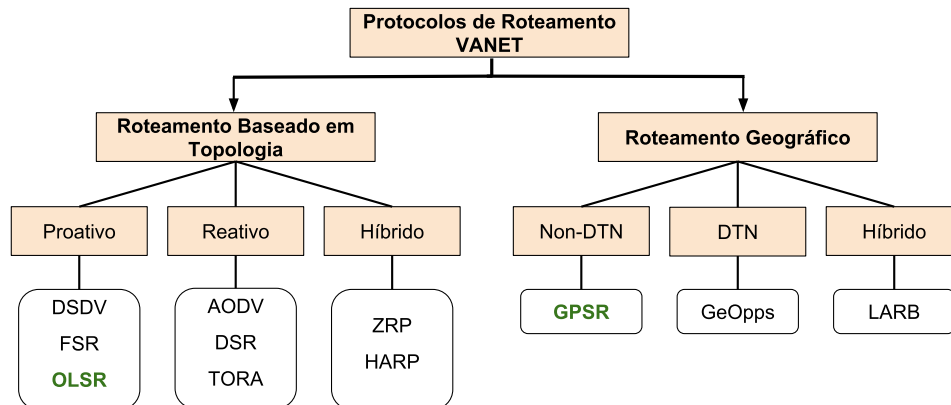 Protocolos de Roteamento
VANET
Roteamento Baseado em
Topologia
Roteamento Geográfico
Proativo
Reativo
Híbrido
Non-DTN
DTN
Híbrido
DSDV
FSR
OLSR
AODV
DSR
TORA
ZRP
HARP
GPSR
GeOpps
LARB